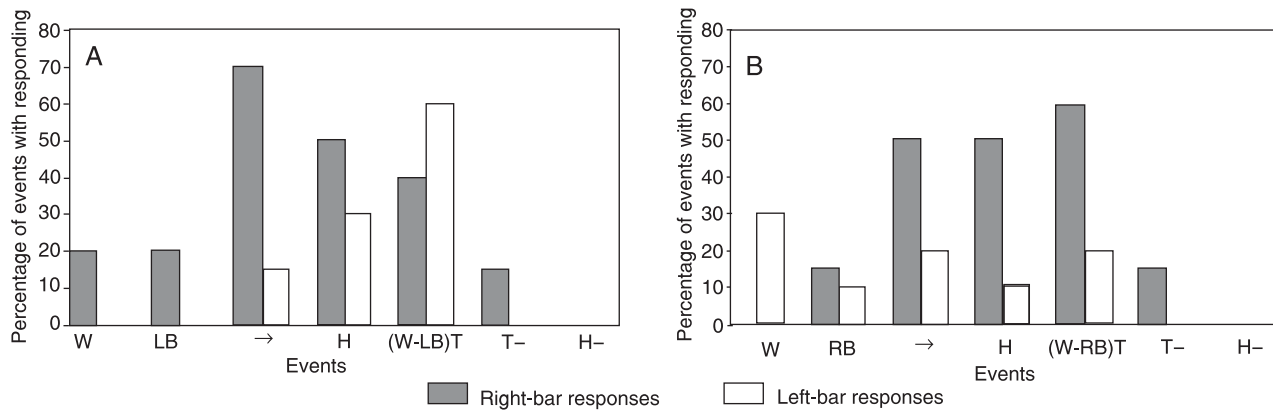 Percentage of events with responding
80
70
60
50
40
30
20
10
0
A
W LB → H (W-LB)T T– H–
Events
Percentage of events with responding
80
70
60
50
40
30
20
10
0
B
W RB → H (W-RB)T T– H–
Events
Right-bar responses Left-bar responses